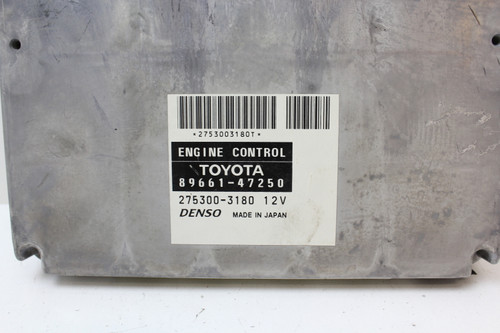 *2753003180T*
ENGINE CONTROL
TOYOTA
89661-47250
275300-3180 12V
DENSO MADE IN JAPAN